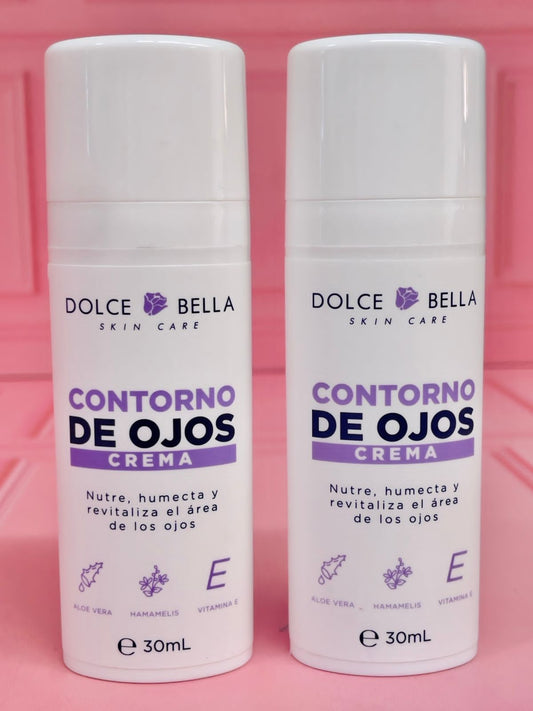 DOLCE BELLA
SKIN CARE
CONTORNO
DE OJOS
CREMA
Nutre, humecta y
revitaliza el área
de los ojos
E
ALOE VERA HAMAMELIS VITAMINA E
℮ 30mL
DOLCE BELLA
SKIN CARE
CONTORNO
DE OJOS
CREMA
Nutre, humecta y
revitaliza el área
de los ojos
E
ALOE VERA HAMAMELIS VITAMINA E
℮ 30mL